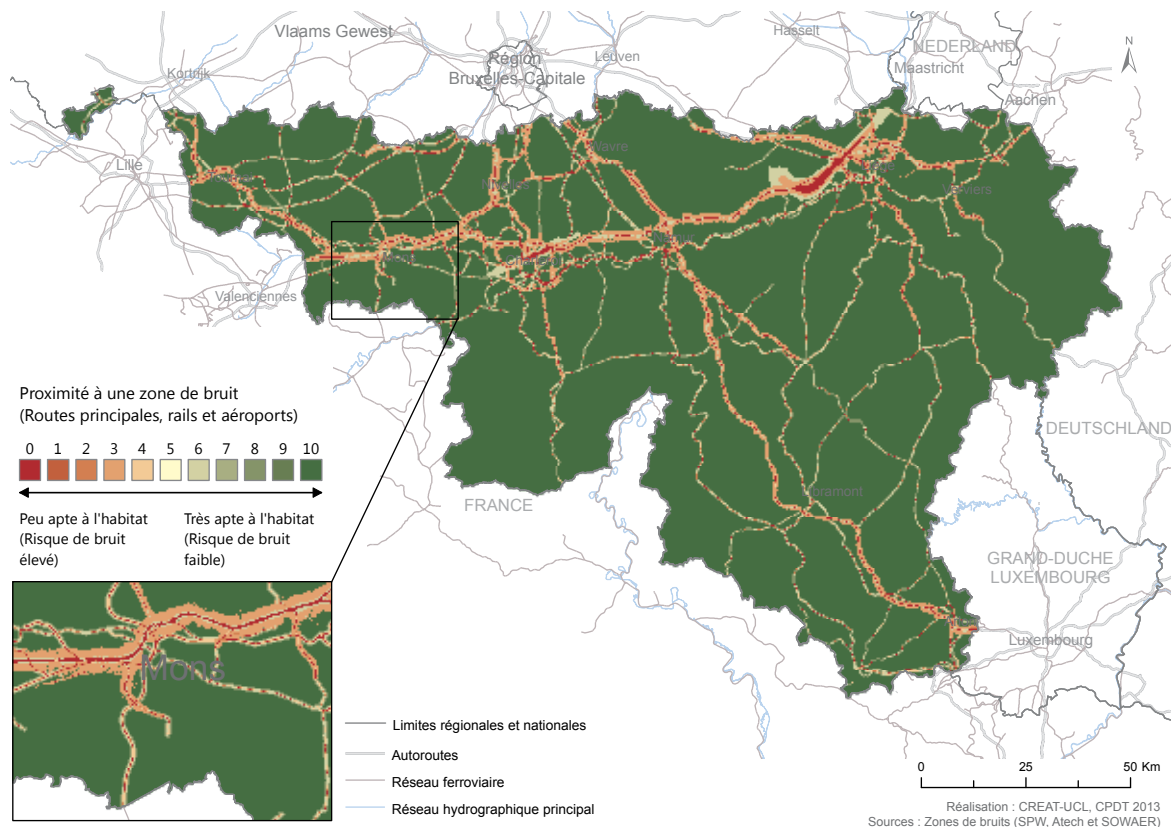 Vlaams Gewest
Hasselt
NEDERLAND
Région
Bruxelles-Capitale
Leuven
Maastricht
Kortrijk
Aachen
N
Lille
Wavre
Verviers
Mons
Namur
Valenciennes
Proximité à une zone de bruit
(Routes principales, rails et aéroports)
0 1 2 3 4 5 6 7 8 9 10
Peu apte à l'habitat
(Risque de bruit
élevé)
Très apte à l'habitat
(Risque de bruit
faible)
DEUTSCHLAND
FRANCE
GRAND-DUCHE
LUXEMBOURG
Luxembourg
Mons
Limites régionales et nationales
Autoroutes
Réseau ferroviaire
Réseau hydrographique principal
0 25 50 Km
Réalisation : CREAT-UCL, CPDT 2013
Sources : Zones de bruits (SPW, Atech et SOWAER)